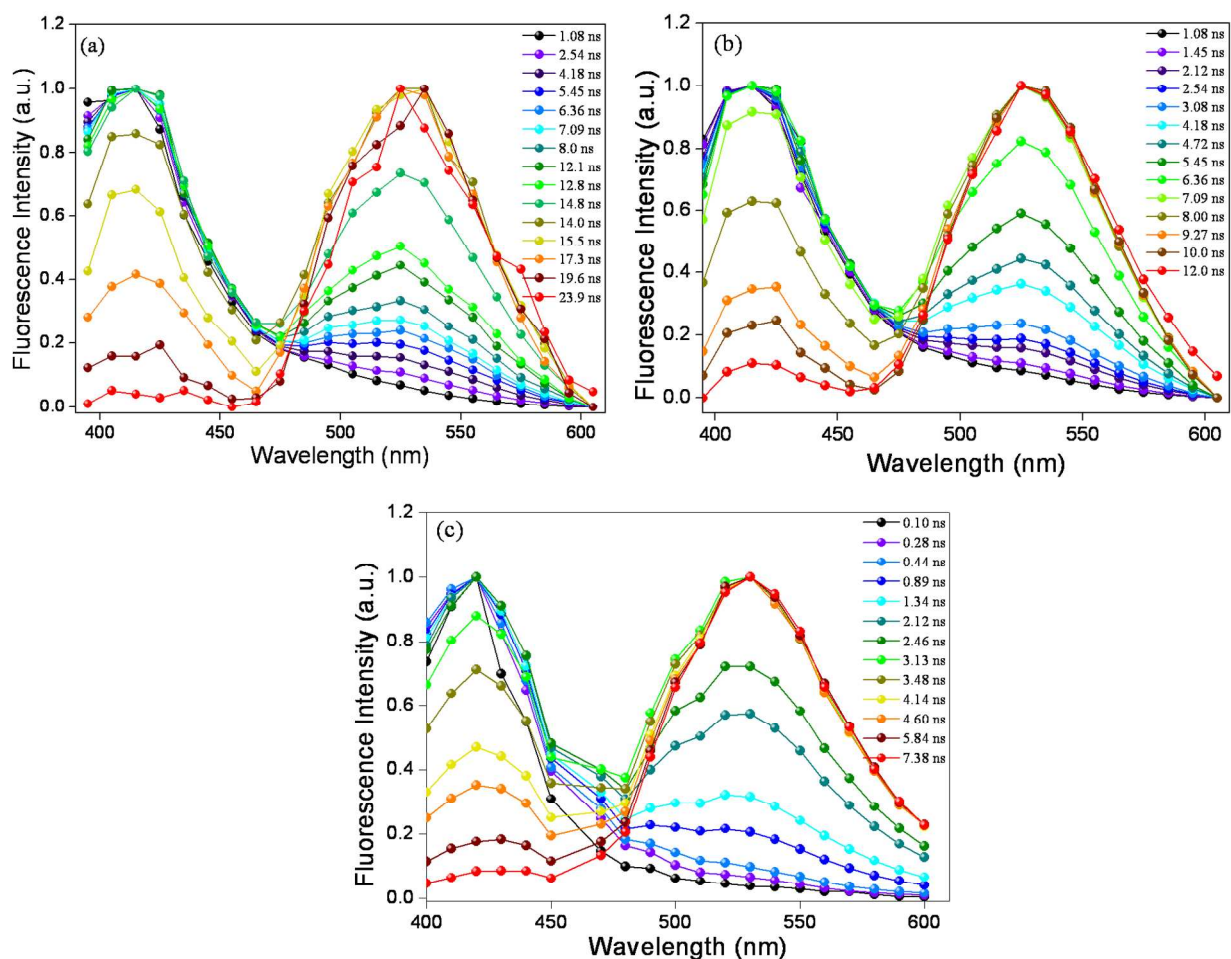 (a)
1.2
1.0
0.8
0.6
0.4
0.2
0.0
Fluorescence Intensity (a.u.)
400 450 500 550 600
Wavelength (nm)
1.08 ns
2.54 ns
4.18 ns
5.45 ns
6.36 ns
7.09 ns
8.0 ns
12.1 ns
12.8 ns
14.8 ns
14.0 ns
15.5 ns
17.3 ns
19.6 ns
23.9 ns
(b)
1.2
1.0
0.8
0.6
0.4
0.2
0.0
Fluorescence Intensity (a.u.)
400 450 500 550 600
Wavelength (nm)
1.08 ns
1.45 ns
2.12 ns
2.54 ns
3.08 ns
4.18 ns
4.72 ns
5.45 ns
6.36 ns
7.09 ns
8.00 ns
9.27 ns
10.0 ns
12.0 ns
(c)
1.2
1.0
0.8
0.6
0.4
0.2
0.0
Fluorescence Intensity (a.u.)
400 450 500 550 600
Wavelength (nm)
0.10 ns
0.28 ns
0.44 ns
0.89 ns
1.34 ns
2.12 ns
2.46 ns
3.13 ns
3.48 ns
4.14 ns
4.60 ns
5.84 ns
7.38 ns